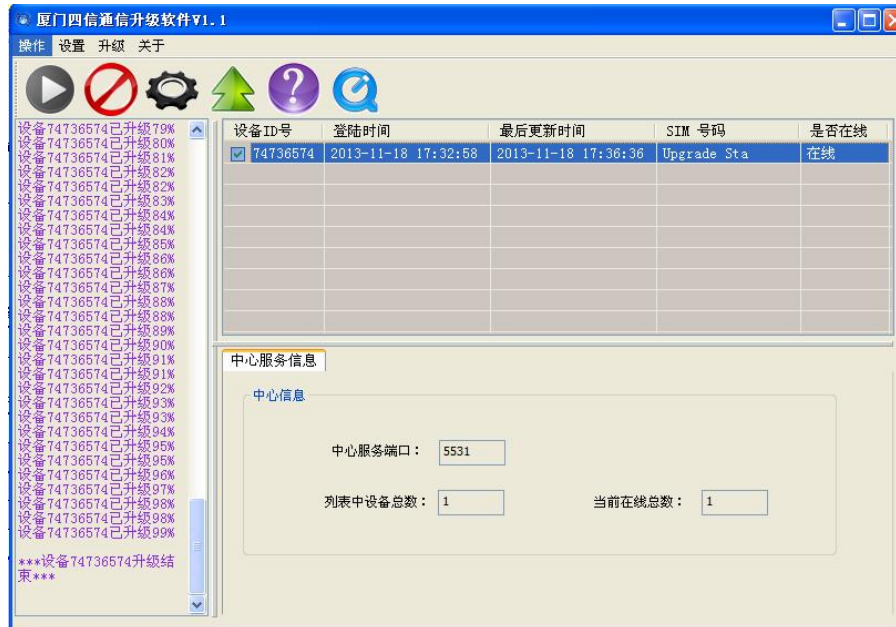 厦门四信通信升级软件V1.1
操作 设置 升级 关于
设备74736574已升级79%
设备74736574已升级80%
设备74736574已升级81%
设备74736574已升级82%
设备74736574已升级82%
设备74736574已升级83%
设备74736574已升级84%
设备74736574已升级84%
设备74736574已升级85%
设备74736574已升级86%
设备74736574已升级86%
设备74736574已升级87%
设备74736574已升级88%
设备74736574已升级88%
设备74736574已升级89%
设备74736574已升级90%
设备74736574已升级91%
设备74736574已升级91%
设备74736574已升级92%
设备74736574已升级93%
设备74736574已升级93%
设备74736574已升级94%
设备74736574已升级95%
设备74736574已升级95%
设备74736574已升级96%
设备74736574已升级97%
设备74736574已升级98%
设备74736574已升级98%
设备74736574已升级99%
***设备74736574升级结
束***
设备ID号 登陆时间 最后更新时间 SIM 号码 是否在线
74736574 2013-11-18 17:32:58 2013-11-18 17:36:36 Upgrade Sta 在线
中心服务信息
中心信息
中心服务端口： 5531
列表中设备总数： 1 当前在线总数： 1